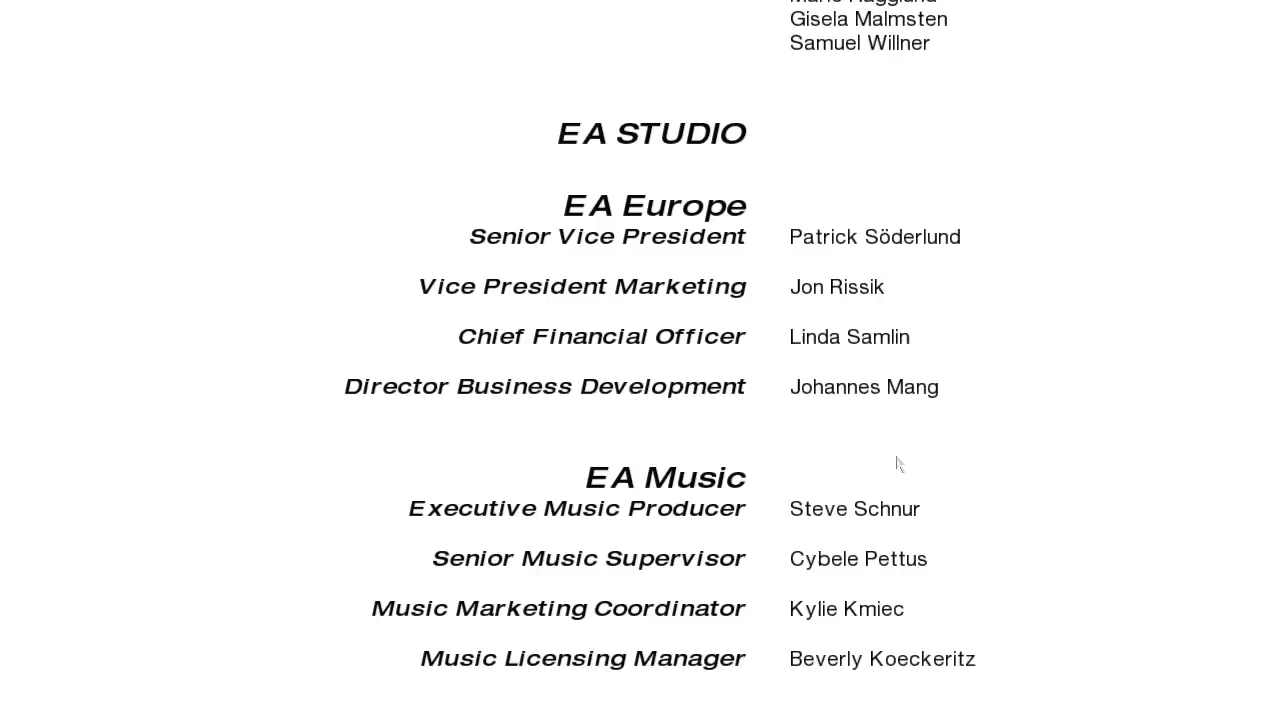 Gisela Malmsten
Samuel Willner
EA STUDIO
EA Europe
Senior Vice President Patrick Söderlund
Vice President Marketing Jon Rissik
Chief Financial Officer Linda Samlin
Director Business Development Johannes Mang
EA Music
Executive Music Producer Steve Schnur
Senior Music Supervisor Cybele Pettus
Music Marketing Coordinator Kylie Kmiec
Music Licensing Manager Beverly Koeckeritz